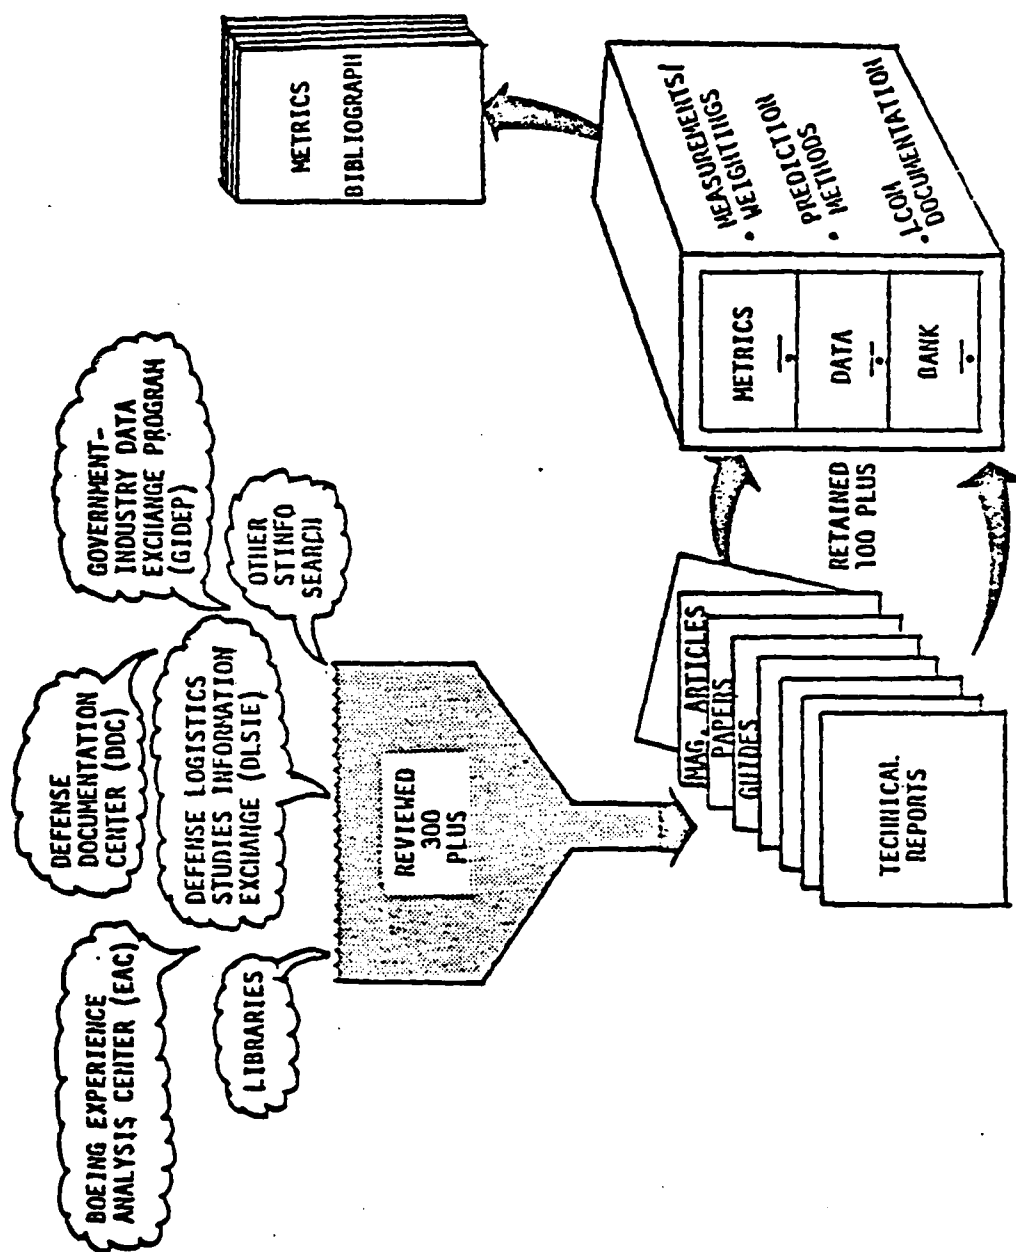 BOEING EXPERIENCE
ANALYSIS CENTER (EAC)
DEFENSE
DOCUMENTATION
CENTER (DDC)
GOVERNMENT-
INDUSTRY DATA
EXCHANGE PROGRAM
(GIDEP)
LIBRARIES
DEFENSE LOGISTICS
STUDIES INFORMATION
EXCHANGE (DLSIE)
OTHER
STINFO
SEARCH
REVIEWED
300
PLUS
MAG. ARTICLES
PAPERS
GUIDES
TECHNICAL
REPORTS
RETAINED
100 PLUS
METRICS
DATA
BANK
MEASUREMENTS/
• WEIGHTINGS
PREDICTION
• METHODS
LCOM
• DOCUMENTATION
METRICS
BIBLIOGRAPH